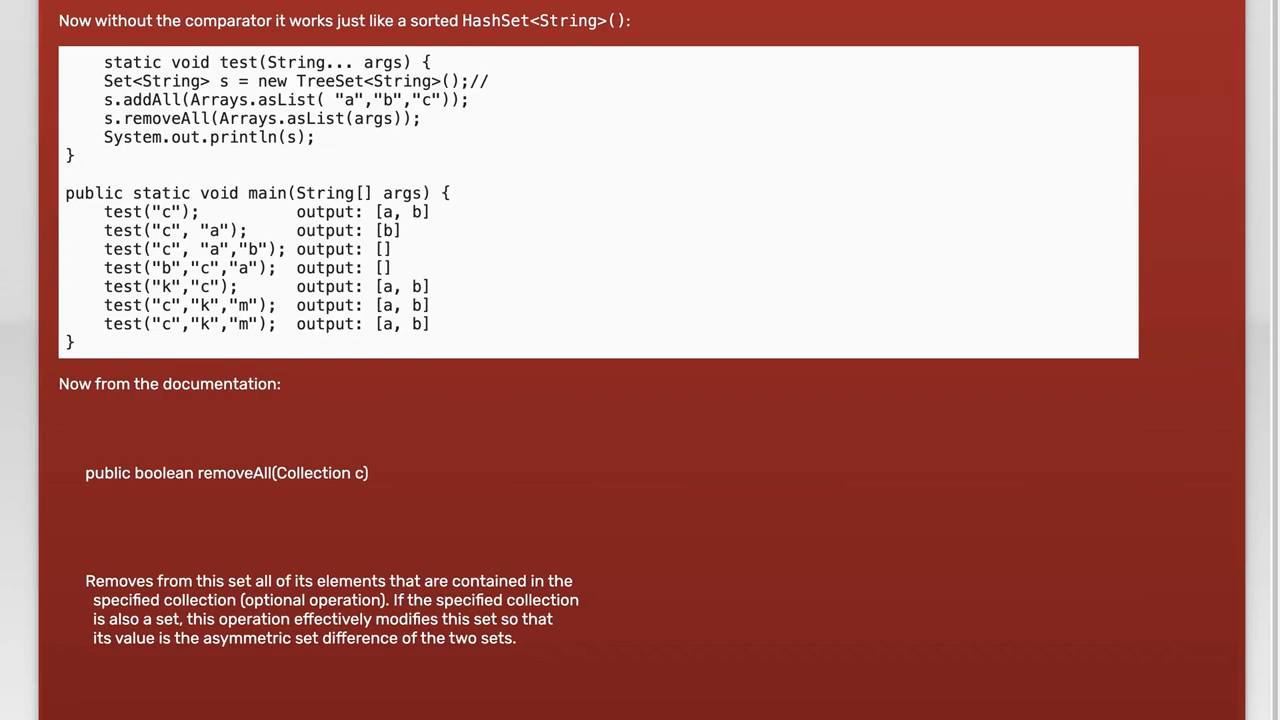 Now without the comparator it works just like a sorted HashSet<String>():
static void test(String... args) {
Set<String> s = new TreeSet<String>();//
s.addAll(Arrays.asList( "a","b","c"));
s.removeAll(Arrays.asList(args));
System.out.println(s);
}
public static void main(String[] args) {
test("c");          output: [a, b]
test("c", "a");     output: [b]
test("c", "a","b"); output: []
test("b","c","a");  output: []
test("k","c");      output: [a, b]
test("c","k","m");  output: [a, b]
test("c","k","m");  output: [a, b]
}
Now from the documentation:
public boolean removeAll(Collection c)
Removes from this set all of its elements that are contained in the
specified collection (optional operation). If the specified collection
is also a set, this operation effectively modifies this set so that
its value is the asymmetric set difference of the two sets.